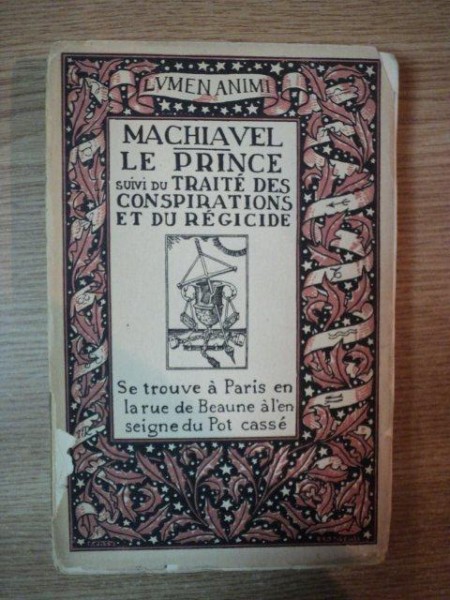 LVMEN ANIMI
MACHIAVEL
LE PRINCE
SUIVI DU TRAITÉ DES
CONSPIRATIONS
ET DU RÉGICIDE
Se trouve à Paris en
la rue de Beaune à l'en
seigne du Pot cassé